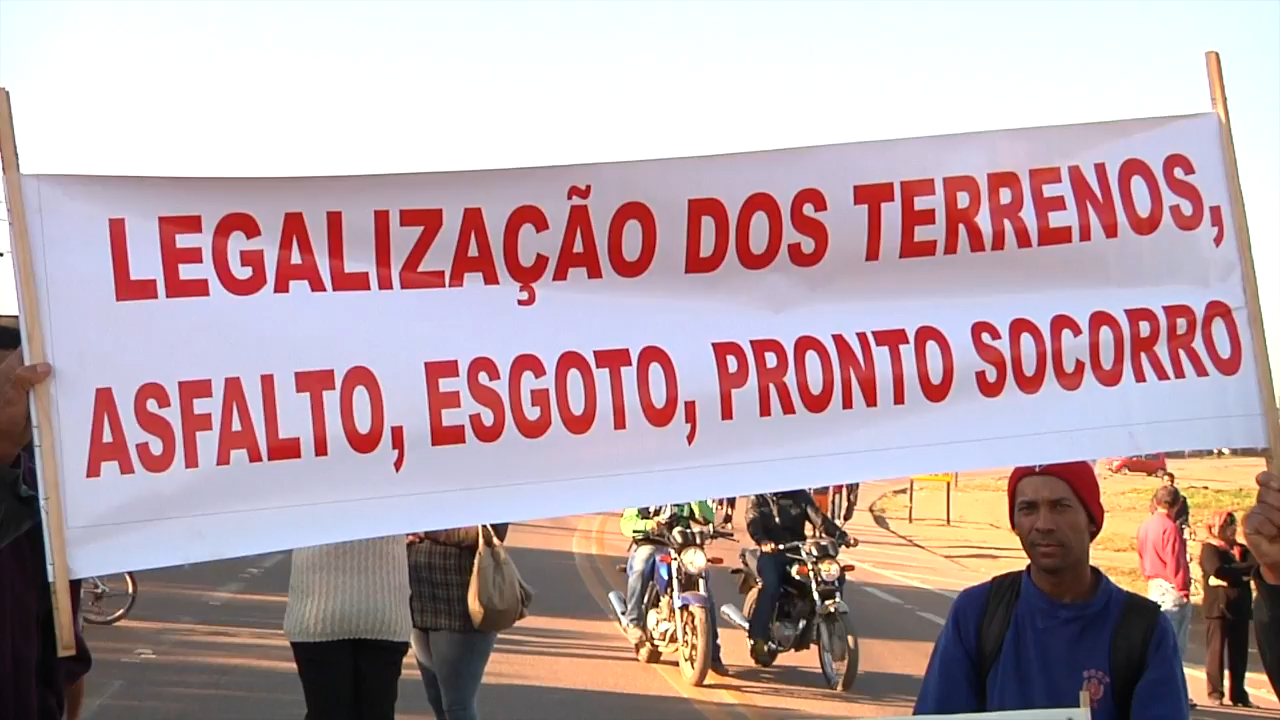 LEGALIZAÇÃO DOS TERRENOS,
ASFALTO, ESGOTO, PRONTO SOCORRO